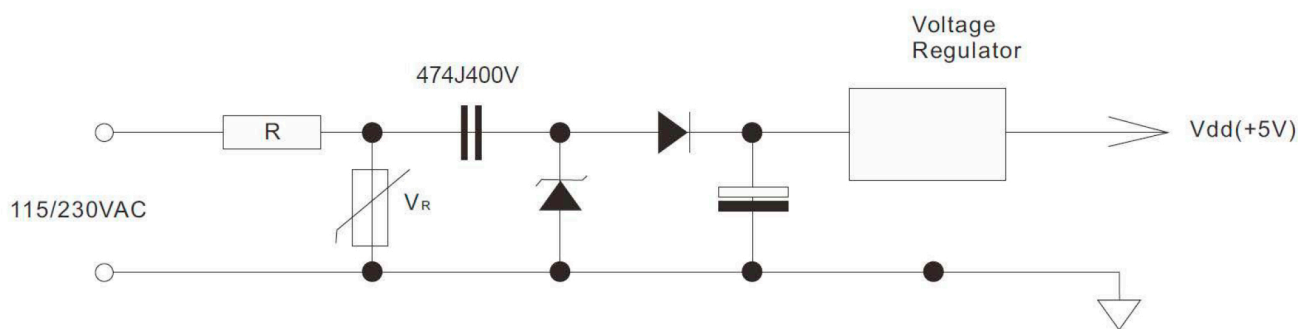 Voltage
Regulator
474J400V
R
Vdd(+5V)
115/230VAC
VR